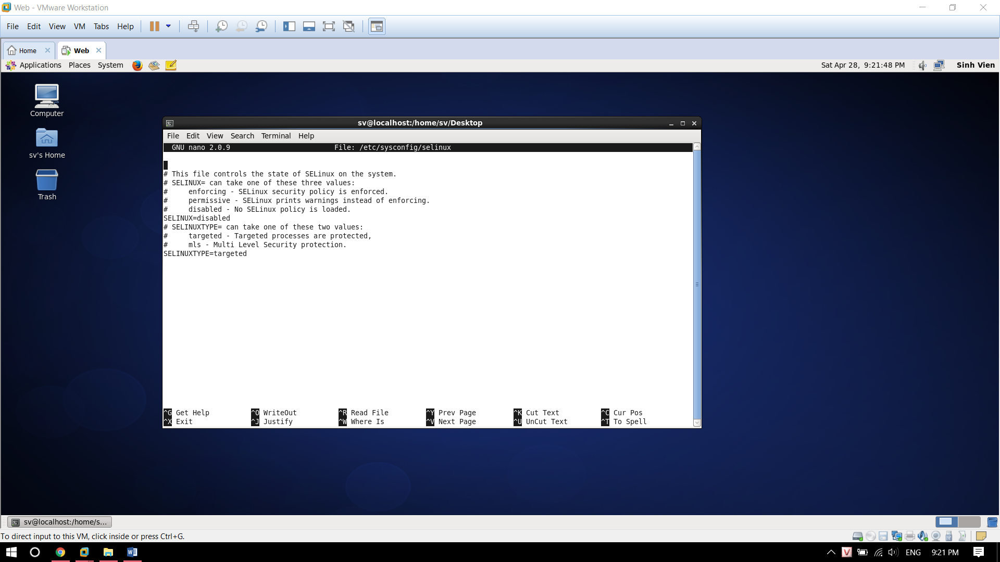 Web - VMware Workstation
File Edit View VM Tabs Help
Home Web
Applications Places System Sat Apr 28, 9:21:48 PM Sinh Vien
Computer
sv's Home
Trash
sv@localhost:/home/sv/Desktop
File Edit View Search Terminal Help
GNU nano 2.0.9 File: /etc/sysconfig/selinux
# This file controls the state of SELinux on the system.
# SELINUX= can take one of these three values:
#     enforcing - SELinux security policy is enforced.
#     permissive - SELinux prints warnings instead of enforcing.
#     disabled - No SELinux policy is loaded.
SELINUX=disabled
# SELINUXTYPE= can take one of these two values:
#     targeted - Targeted processes are protected,
#     mls - Multi Level Security protection.
SELINUXTYPE=targeted
^G Get Help ^O WriteOut ^R Read File ^Y Prev Page ^K Cut Text ^C Cur Pos
^X Exit ^J Justify ^W Where Is ^V Next Page ^U UnCut Text ^T To Spell
sv@localhost:/home/s...
To direct input to this VM, click inside or press Ctrl+G.
ENG 9:21 PM